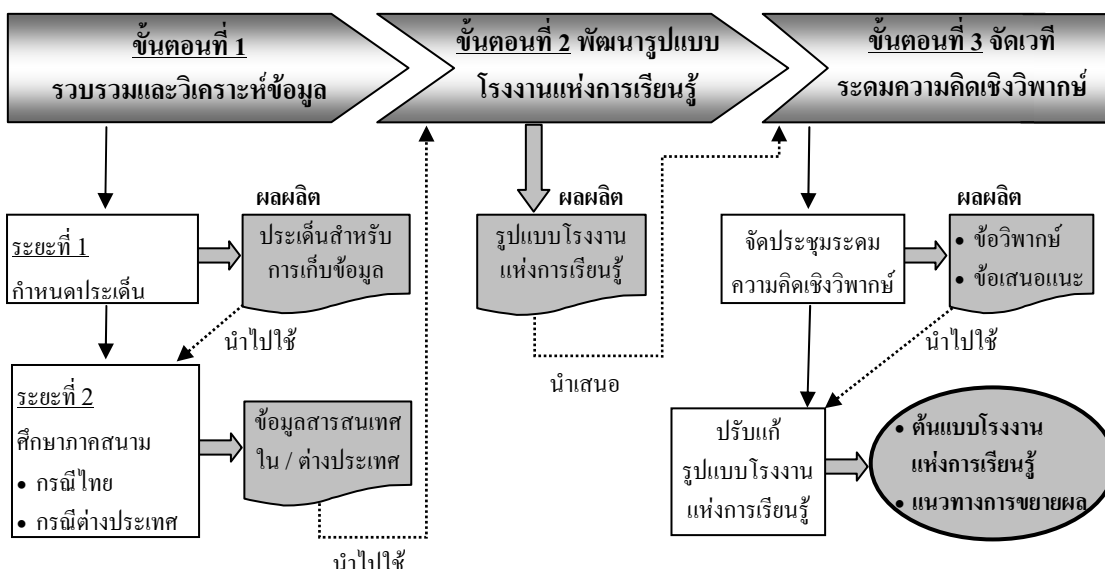 ขั้นตอนที่ 1
รวบรวมและวิเคราะห์ข้อมูล
ขั้นตอนที่ 2 พัฒนารูปแบบ
โรงงานแห่งการเรียนรู้
ขั้นตอนที่ 3 จัดเวที
ระดมความคิดเชิงวิพากษ์
ระยะที่ 1
กำหนดประเด็น
ผลผลิต
ประเด็นสำหรับ
การเก็บข้อมูล
นำไปใช้
ระยะที่ 2
ศึกษาภาคสนาม
• กรณีไทย
• กรณีต่างประเทศ
ข้อมูลสารสนเทศ
ใน / ต่างประเทศ
นำไปใช้
ผลผลิต
รูปแบบโรงงาน
แห่งการเรียนรู้
นำเสนอ
จัดประชุมระดม
ความคิดเชิงวิพากษ์
ผลผลิต
• ข้อวิพากษ์
• ข้อเสนอแนะ
นำไปใช้
ปรับแก้
รูปแบบโรงงาน
แห่งการเรียนรู้
• ต้นแบบโรงงาน
แห่งการเรียนรู้
• แนวทางการขยายผล